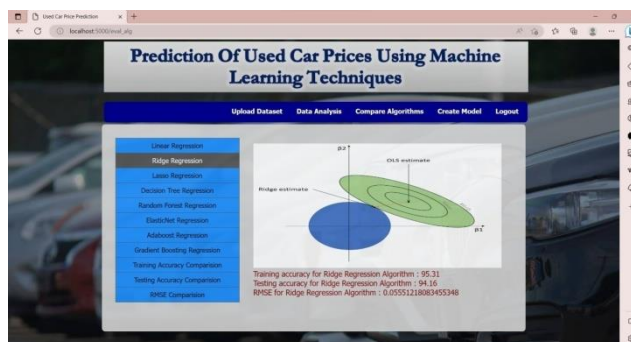 Used Car Price Prediction
localhost:5000/eval_alg
Prediction Of Used Car Prices Using Machine
Learning Techniques
Upload Dataset Data Analysis Compare Algorithms Create Model Logout
Linear Regression
Ridge Regression
Lasso Regression
Decision Tree Regression
Random Forest Regression
ElasticNet Regression
Adaboost Regression
Gradient Boosting Regression
Training Accuracy Comparision
Testing Accuracy Comparision
RMSE Comparision
β2
OLS estimate
Ridge estimate
β1
Training accuracy for Ridge Regression Algorithm : 95.31
Testing accuracy for Ridge Regression Algorithm : 94.16
RMSE for Ridge Regression Algorithm : 0.05551218083455348